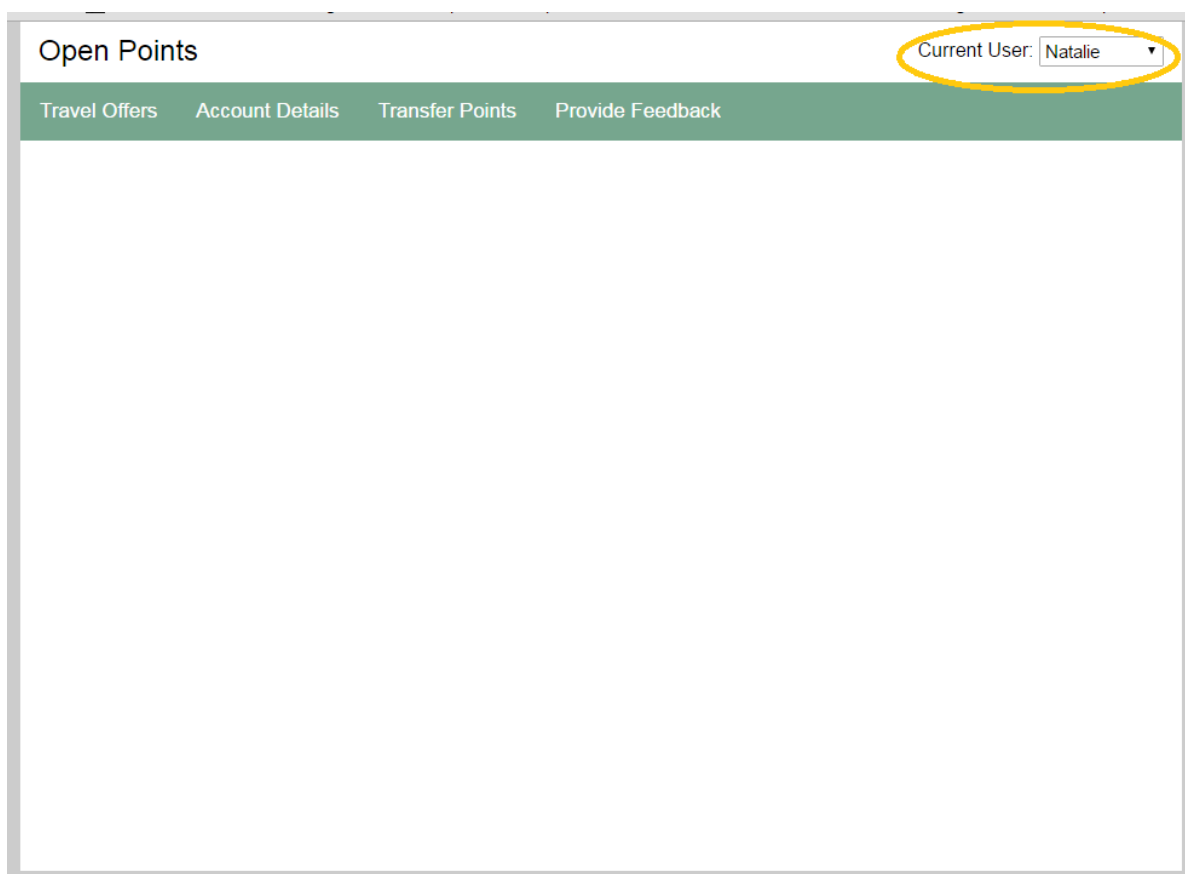 Open Points
Current User: Natalie
Travel Offers Account Details Transfer Points Provide Feedback